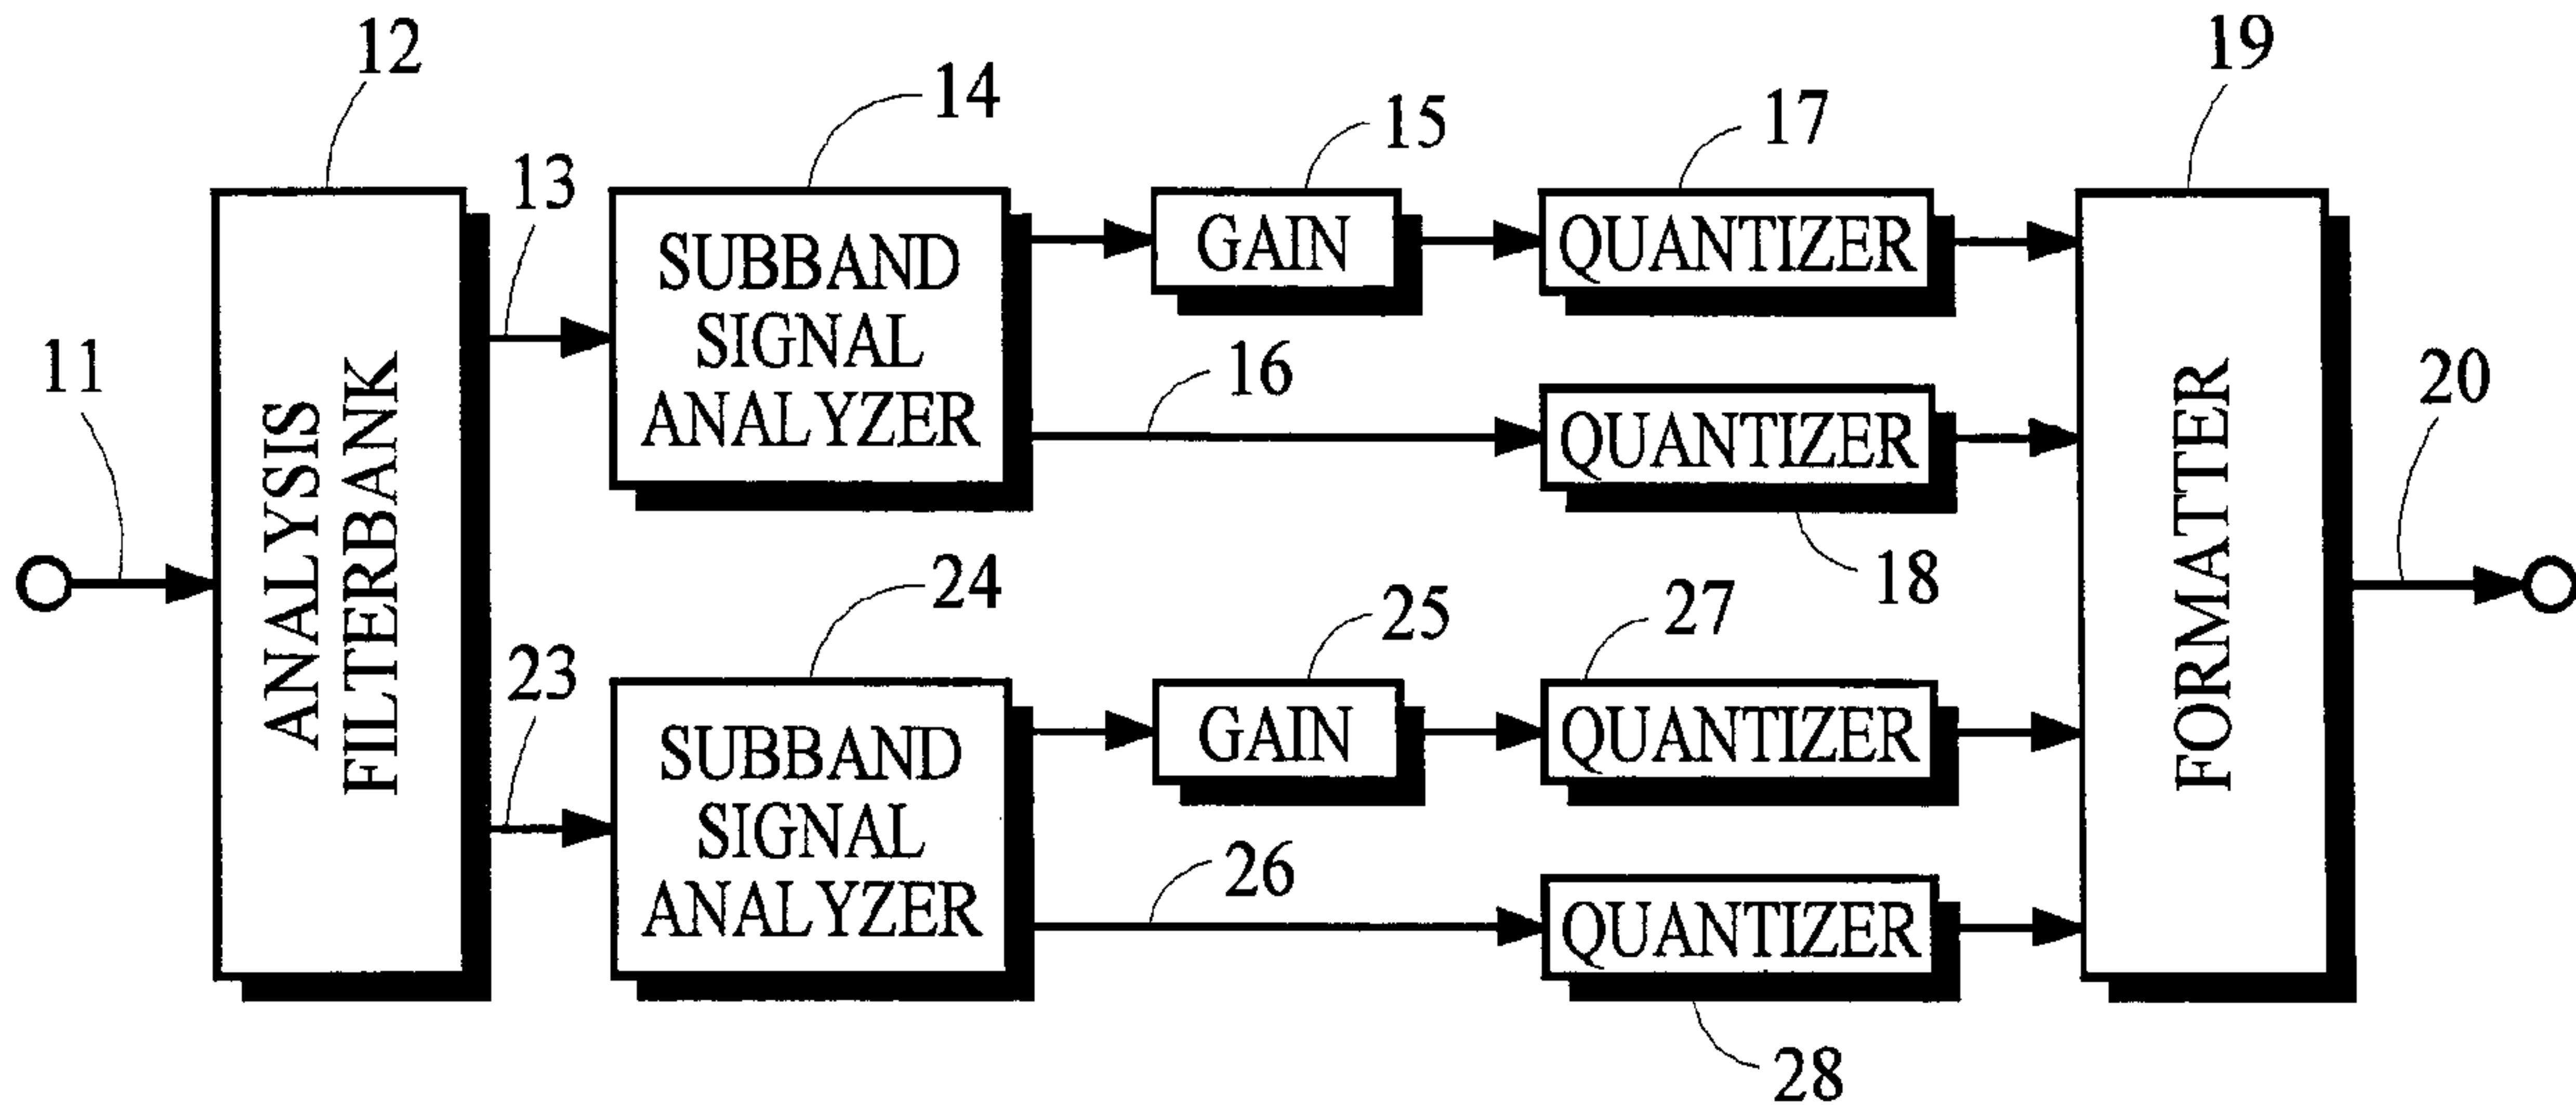 12
14
19
15
17
13
SUBBAND
SIGNAL
ANALYZER
GAIN
QUANTIZER
11
16
20
QUANTIZER
ANALYSIS
FILTERBANK
FORMATTER
18
24
25
27
23
SUBBAND
SIGNAL
ANALYZER
GAIN
QUANTIZER
26
QUANTIZER
28